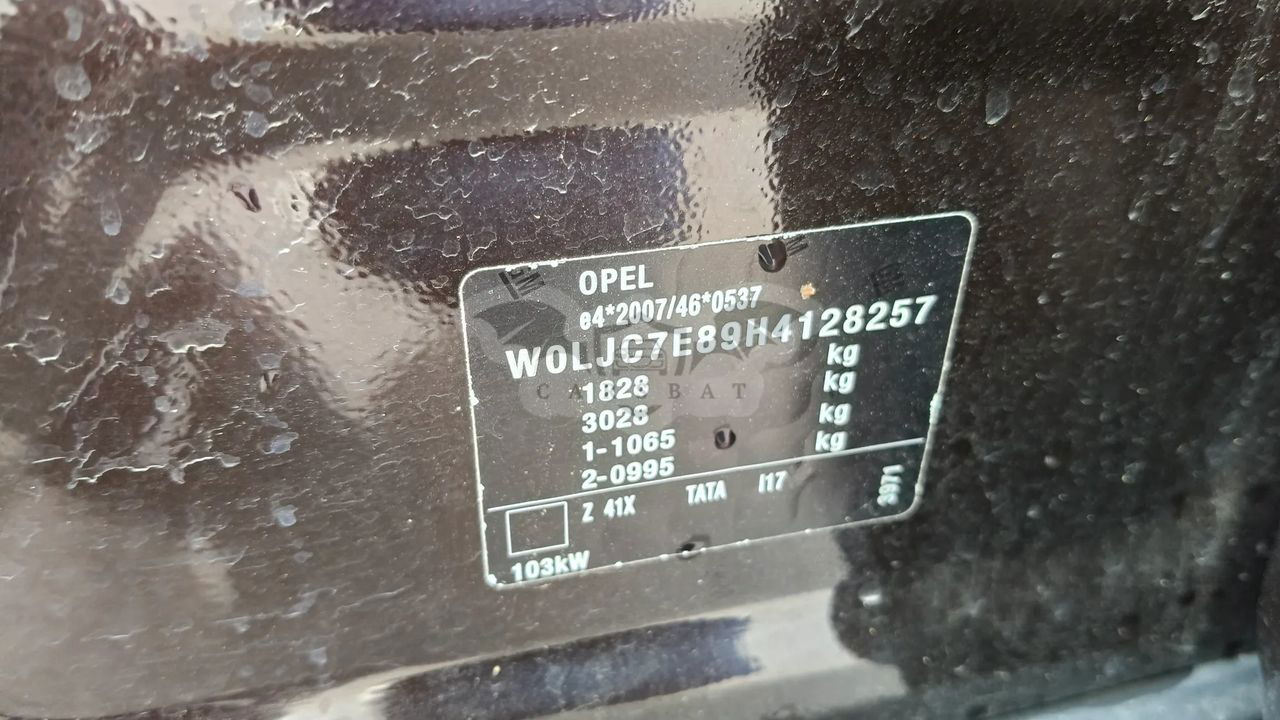 OPEL
e4*2007/46*0537
W0LJC7E89H4128257
1828 kg
3028 kg
1-1065 kg
2-0995 kg
Z 41X TATA I17 3971
103kW